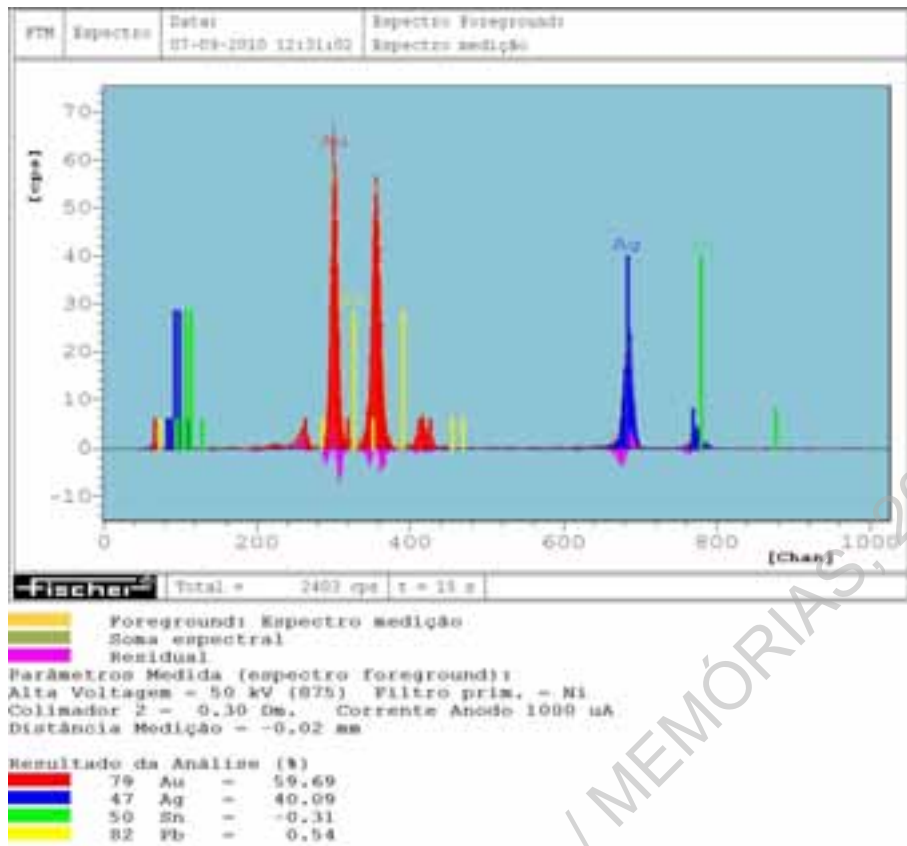 FTM Espectro Data: Espectro Foreground:
07-09-2010 12:31:02 Espectro medição
70
60
[cps]
50
40
30
20
10
0
-10
Au
Ag
0 200 400 600 800 1000
[Chan]
Fischer Total = 2403 cps t = 15 s
Foreground: Espectro medição
Soma espectral
Residual
Parâmetros Medida (espectro foreground):
Alta Voltagem = 50 kV (875) Filtro prim. = Ni
Colimador 2 = 0.30 Dm. Corrente Anodo 1000 uA
Distância Medição = -0.02 mm
Resultado da Análise (%)
79 Au = 59.69
47 Ag = 40.09
50 Sn = -0.31
82 Pb = 0.54
/ MEMÓRIAS,